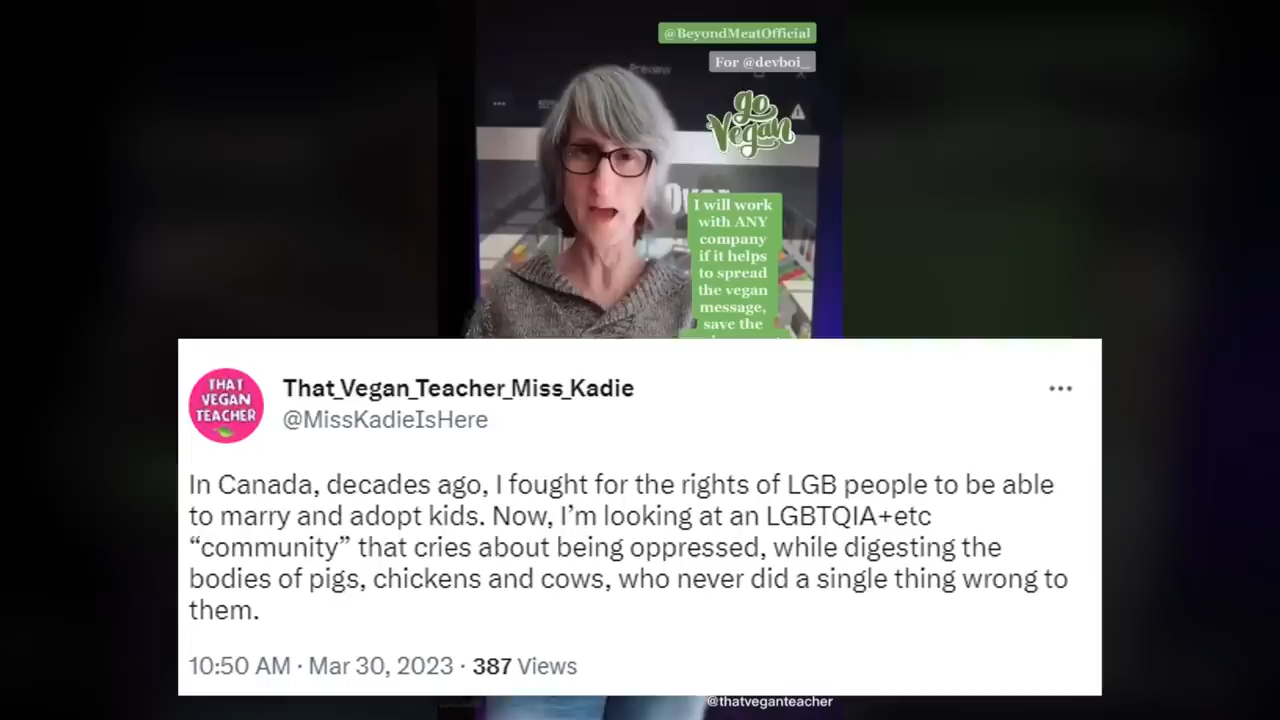 @BeyondMeatOfficial
For @devboi_
Preview
go
Vegan
I will work
with ANY
company
if it helps
to spread
the vegan
message,
save the
THAT
VEGAN
TEACHER
That_Vegan_Teacher_Miss_Kadie
@MissKadieIsHere
In Canada, decades ago, I fought for the rights of LGB people to be able
to marry and adopt kids. Now, I’m looking at an LGBTQIA+etc
“community” that cries about being oppressed, while digesting the
bodies of pigs, chickens and cows, who never did a single thing wrong to
them.
10:50 AM · Mar 30, 2023 · 387 Views
@thatveganteacher